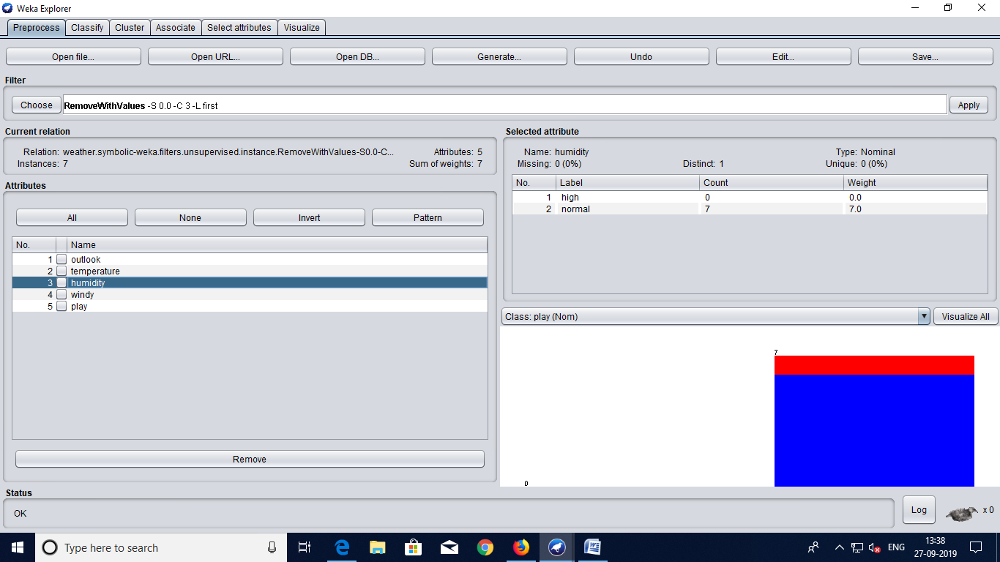 Weka Explorer
Preprocess Classify Cluster Associate Select attributes Visualize
Open file... Open URL... Open DB... Generate... Undo Edit... Save...
Filter
Choose RemoveWithValues -S 0.0 -C 3 -L first Apply
Current relation
Relation: weather.symbolic-weka.filters.unsupervised.instance.RemoveWithValues-S0.0-C... Attributes: 5
Instances: 7 Sum of weights: 7
Attributes
All None Invert Pattern
No. Name
1 outlook
2 temperature
3 humidity
4 windy
5 play
Remove
Selected attribute
Name: humidity Type: Nominal
Missing: 0 (0%) Distinct: 1 Unique: 0 (0%)
No. Label Count Weight
1 high 0 0.0
2 normal 7 7.0
Class: play (Nom) Visualize All
7
0
Status
OK Log x 0
Type here to search ENG 13:38
27-09-2019